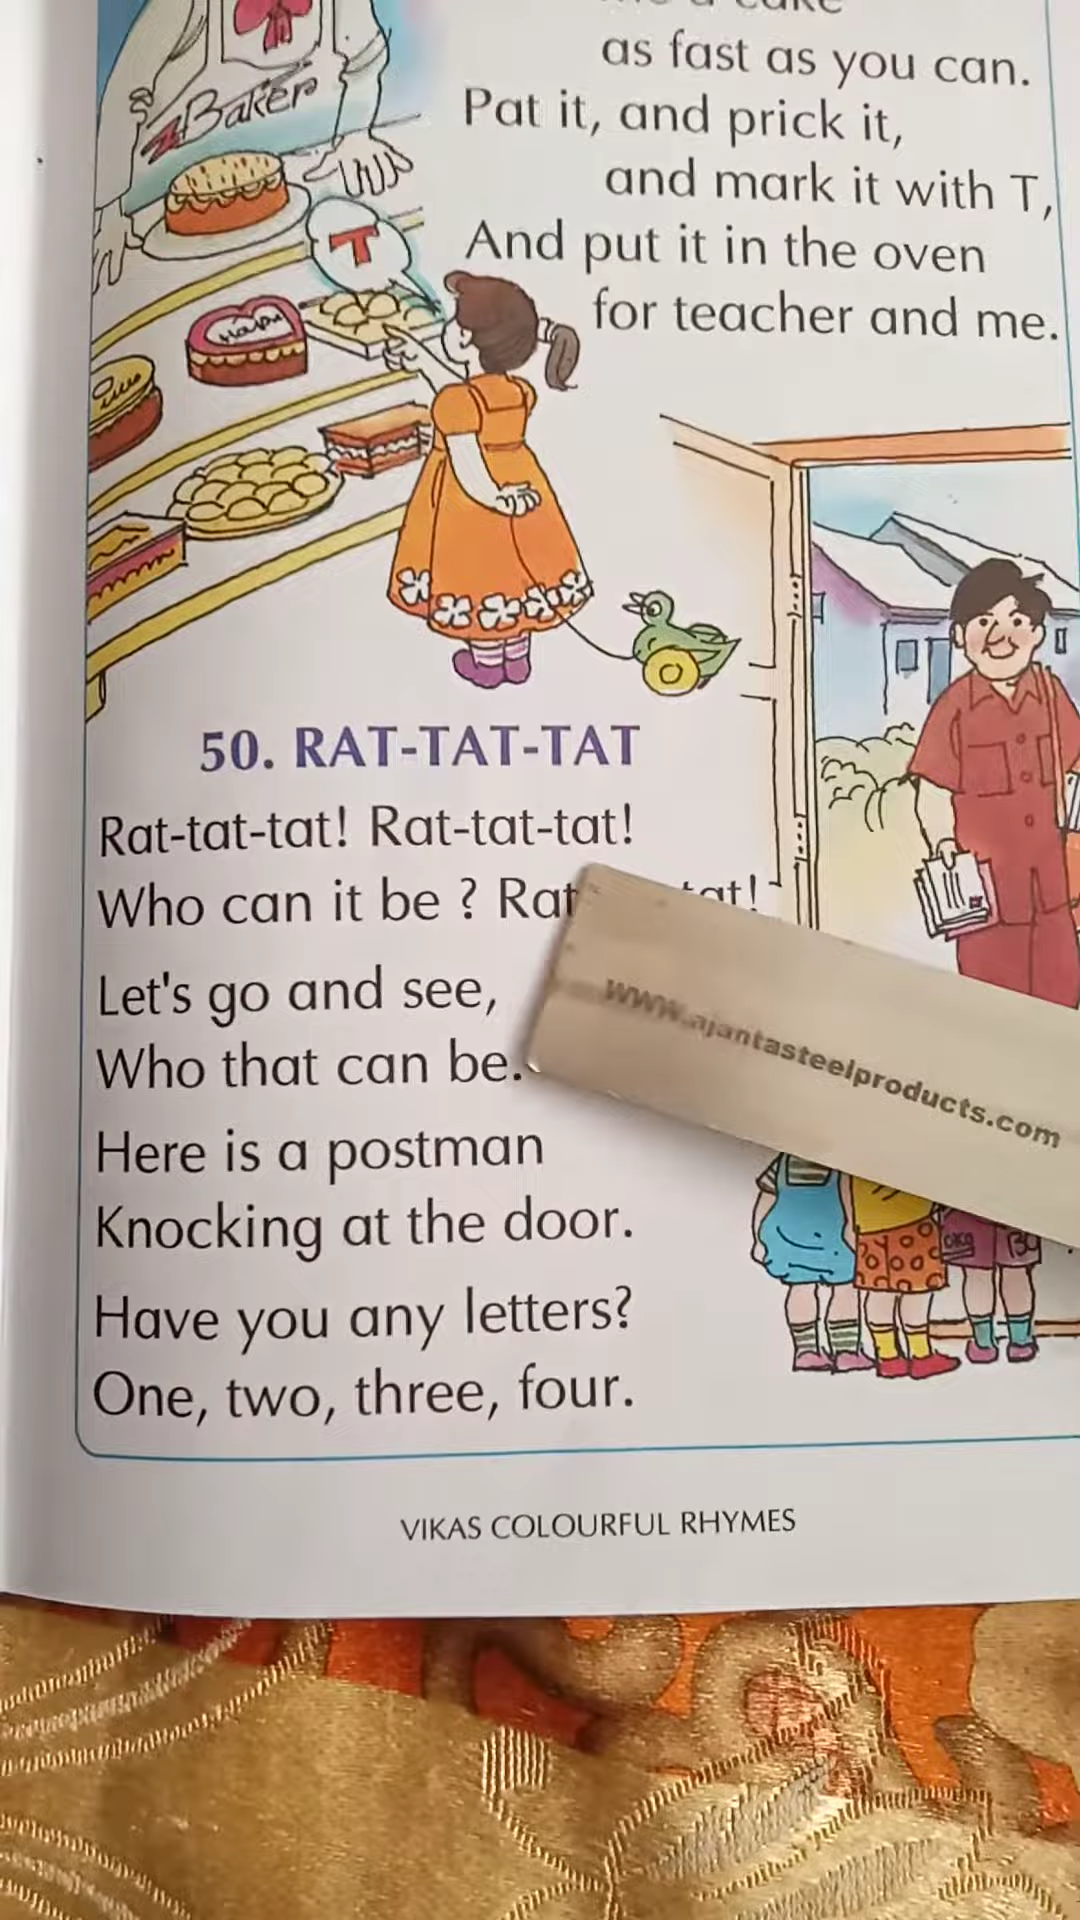 as fast as you can.
Pat it, and prick it,
and mark it with T,
And put it in the oven
for teacher and me.
Baker
T
50. RAT-TAT-TAT
Rat-tat-tat! Rat-tat-tat!
Who can it be ? Rat tat!
Let's go and see,
Who that can be.
Here is a postman
Knocking at the door.
Have you any letters?
One, two, three, four.
www.ajantasteelproducts.com
VIKAS COLOURFUL RHYMES